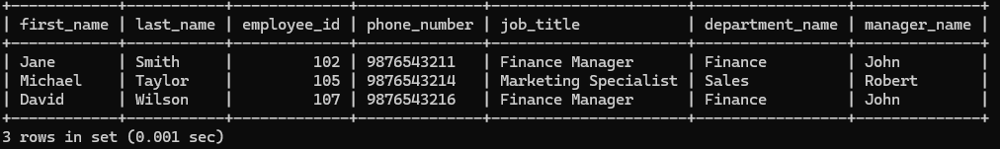 +------------+-----------+-------------+--------------+----------------------+-----------------+--------------+
| first_name | last_name | employee_id | phone_number | job_title            | department_name | manager_name |
+------------+-----------+-------------+--------------+----------------------+-----------------+--------------+
| Jane       | Smith     |         102 | 9876543211   | Finance Manager      | Finance         | John         |
| Michael    | Taylor    |         105 | 9876543214   | Marketing Specialist | Sales           | Robert       |
| David      | Wilson    |         107 | 9876543216   | Finance Manager      | Finance         | John         |
+------------+-----------+-------------+--------------+----------------------+-----------------+--------------+
3 rows in set (0.001 sec)